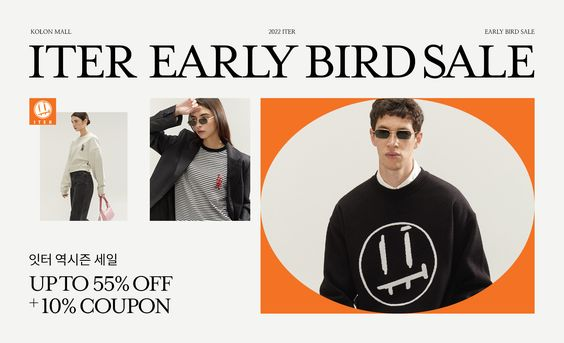 KOLON MALL
2022 ITER
EARLY BIRD SALE
ITER EARLY BIRD SALE
ITER
잇터 역시즌 세일
UP TO 55% OFF
+10% COUPON